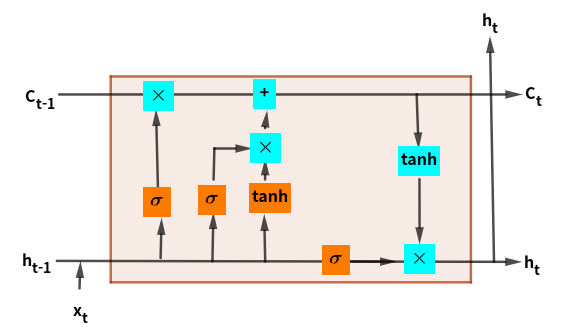 h_t
C_{t-1}
×
+
C_t
×
tanh
σ
σ
tanh
h_{t-1}
σ
×
h_t
x_t